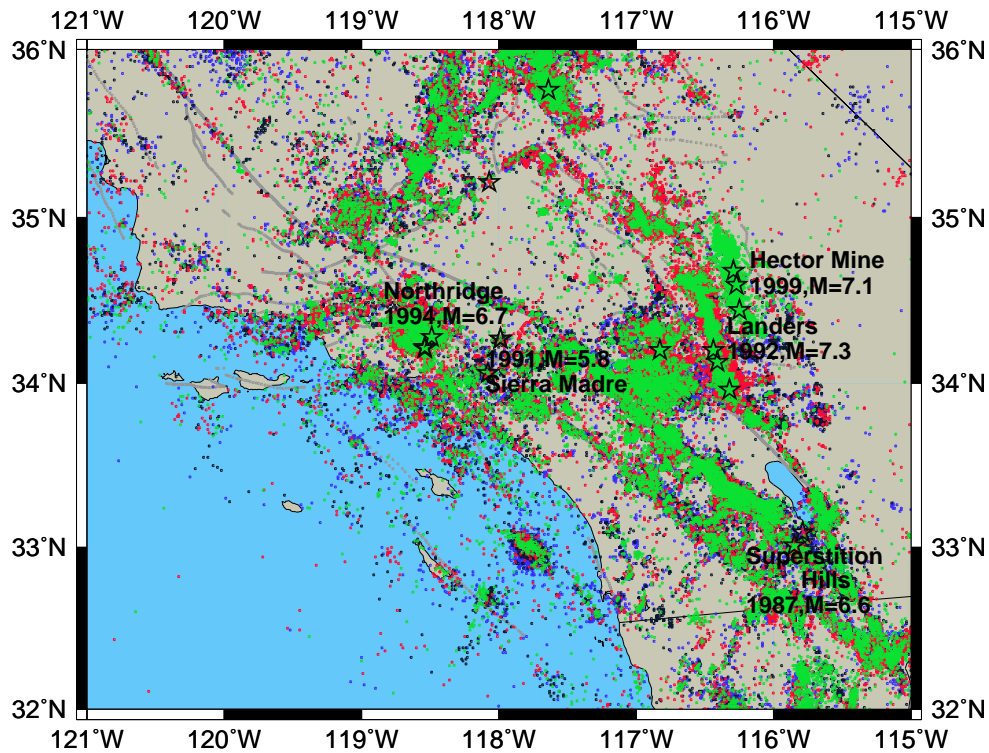 121˚W 120˚W 119˚W 118˚W 117˚W 116˚W 115˚W
36˚N 36˚N
35˚N 35˚N
Hector Mine
1999,M=7.1
Northridge
1994,M=6.7
Landers
1992,M=7.3
1991,M=5.8
Sierra Madre
34˚N 34˚N
33˚N 33˚N
Superstition
Hills
1987,M=6.6
32˚N 32˚N
121˚W 120˚W 119˚W 118˚W 117˚W 116˚W 115˚W